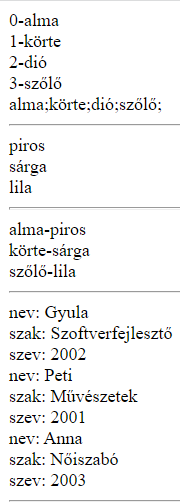 0-alma
1-körte
2-dió
3-szőlő
alma;körte;dió;szőlő;
piros
sárga
lila
alma-piros
körte-sárga
szőlő-lila
nev: Gyula
szak: Szoftverfejlesztő
szev: 2002
nev: Peti
szak: Művészetek
szev: 2001
nev: Anna
szak: Nőiszabó
szev: 2003